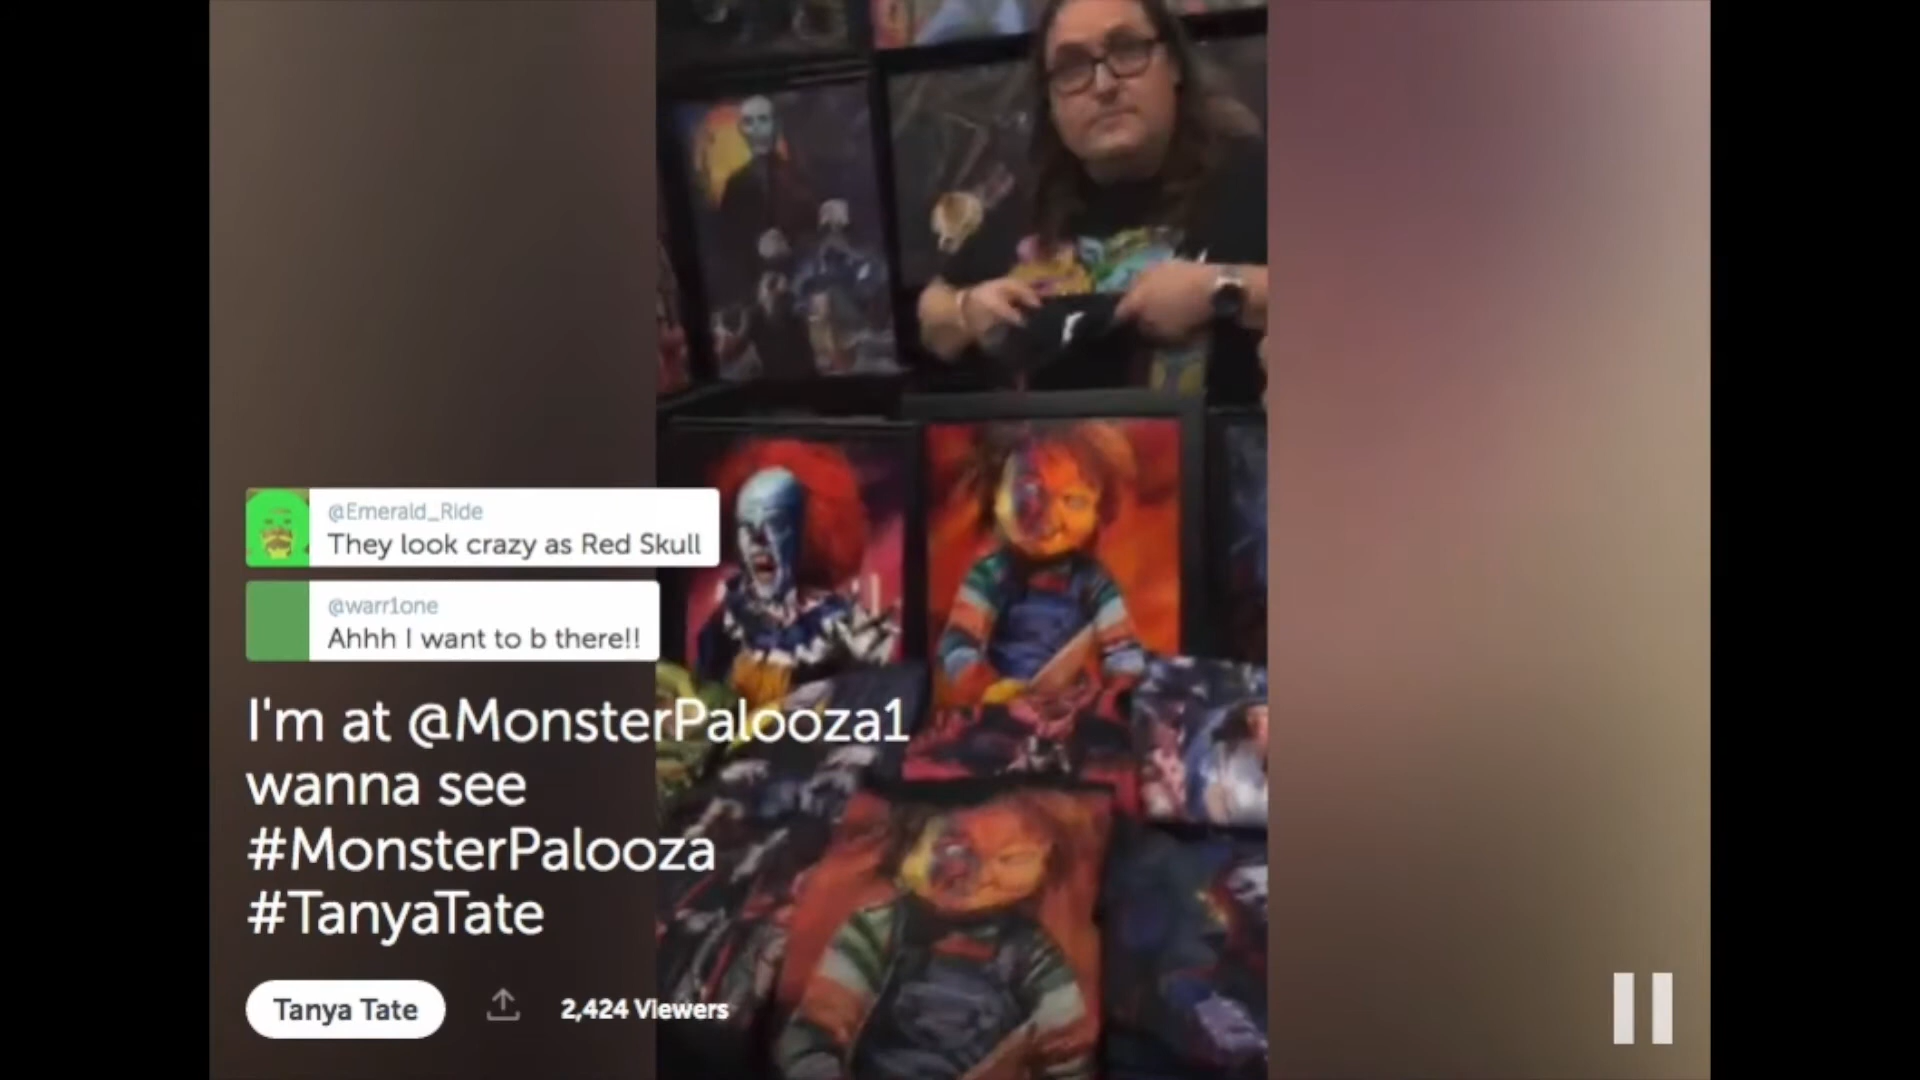 @Emerald_Ride
They look crazy as Red Skull
@warr1one
Ahhh I want to b there!!
I'm at @MonsterPalooza1
wanna see
#MonsterPalooza
#TanyaTate
Tanya Tate
2,424 Viewers